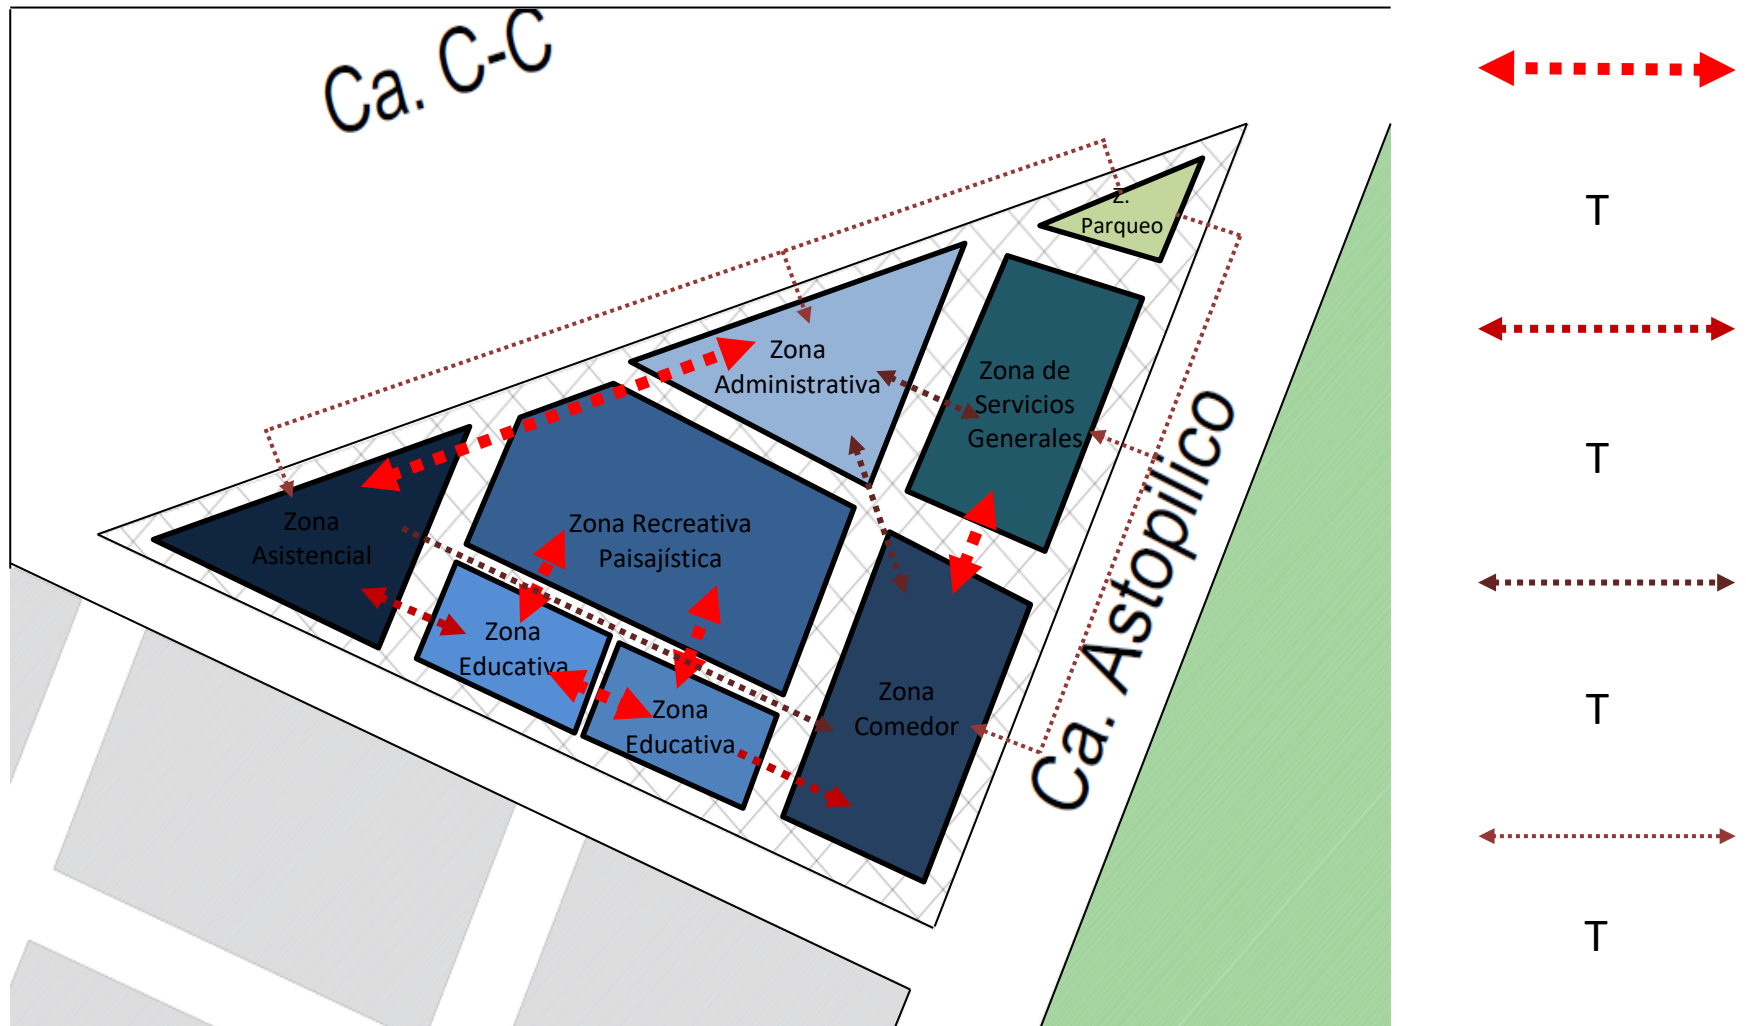 Ca. C-C
Z.
Parqueo
Zona
Administrativa
Zona de
Servicios
Generales
Zona
Asistencial
Zona Recreativa
Paisajística
Zona
Educativa
Zona
Educativa
Zona
Comedor
Ca. Astopilico
T
T
T
T